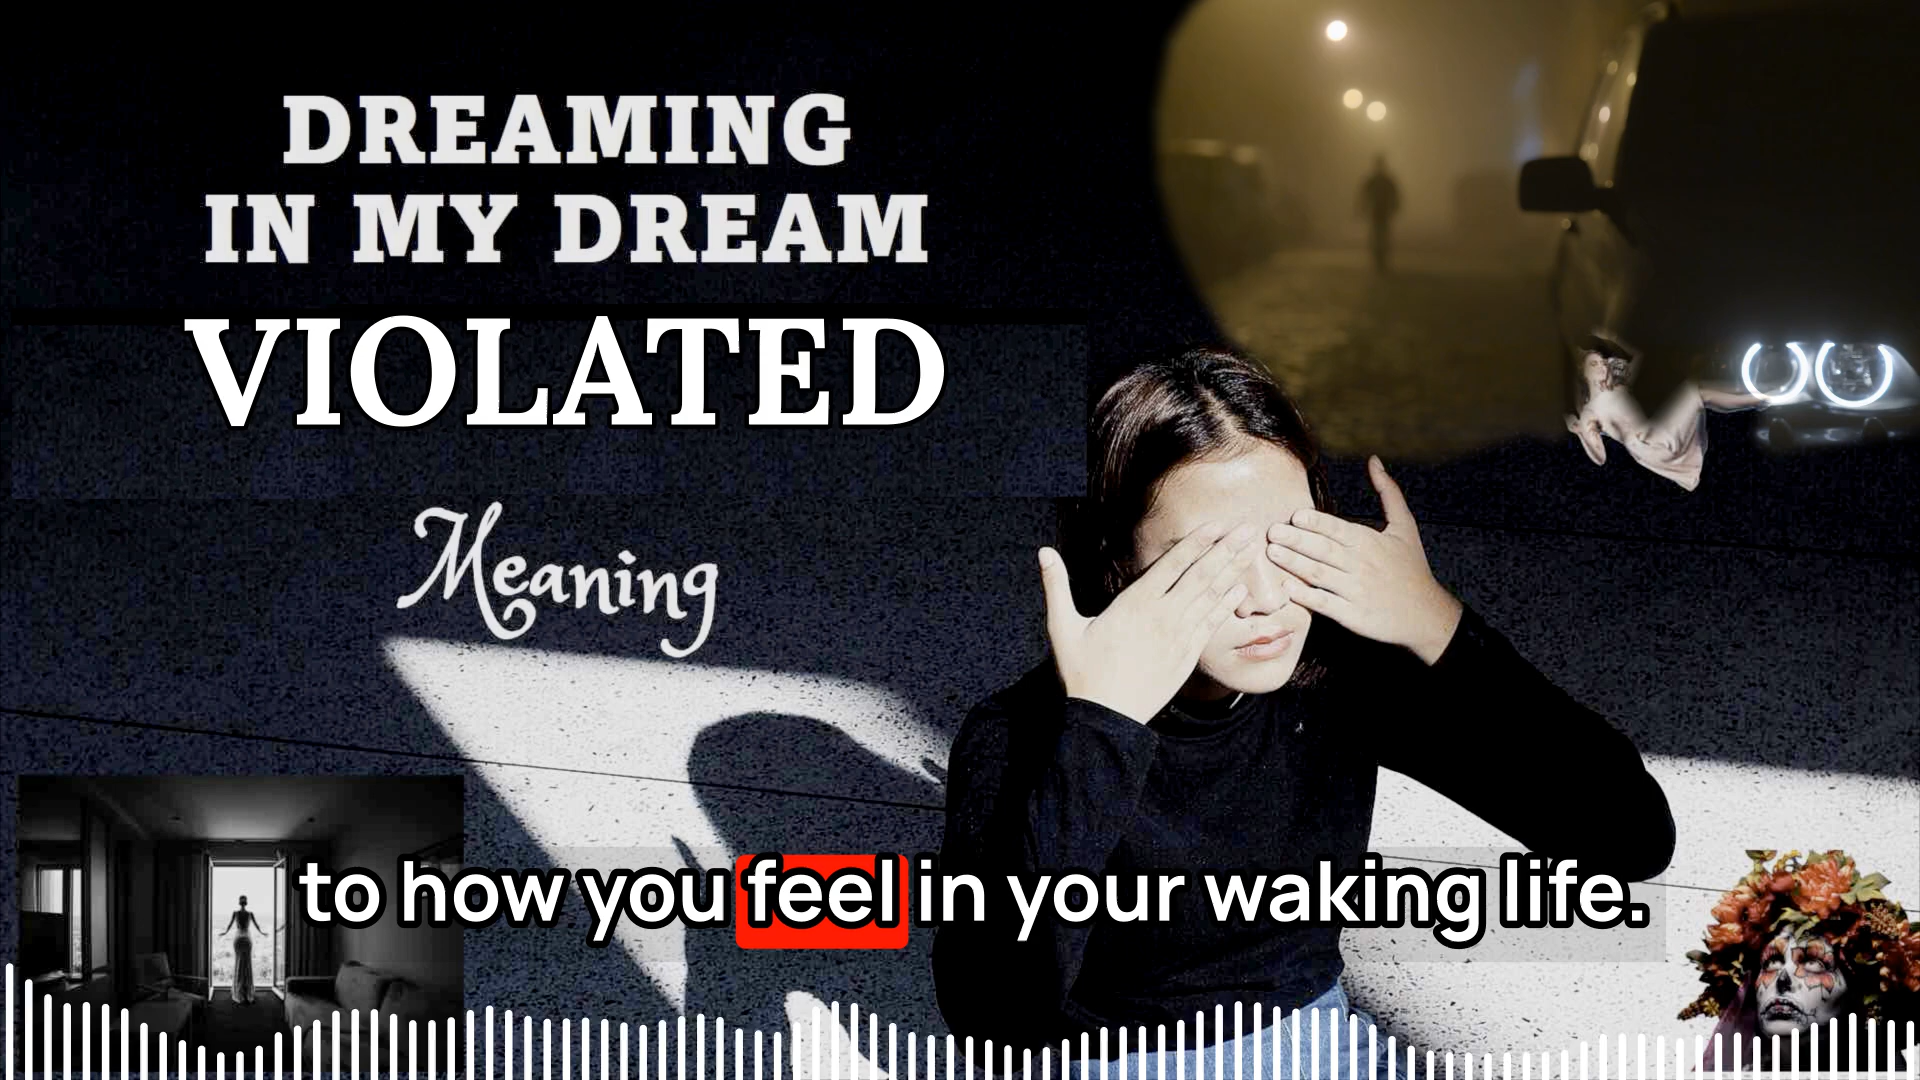 DREAMING
IN MY DREAM
VIOLATED
Meaning
to how you feel in your waking life.